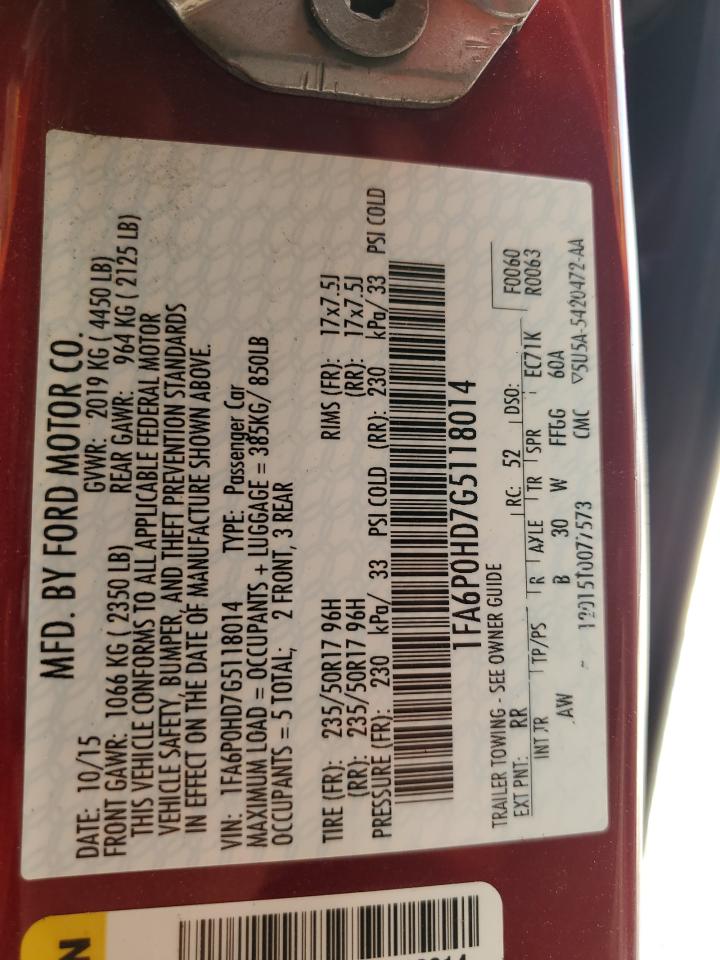 MFD. BY FORD MOTOR CO.
DATE: 10/15 GVWR: 2019 KG ( 4450 LB)
FRONT GAWR: 1066 KG ( 2350 LB) REAR GAWR: 964 KG ( 2125 LB)
THIS VEHICLE CONFORMS TO ALL APPLICABLE FEDERAL MOTOR
VEHICLE SAFETY, BUMPER, AND THEFT PREVENTION STANDARDS
IN EFFECT ON THE DATE OF MANUFACTURE SHOWN ABOVE.
VIN: 1FA6P0HD7G5118014 TYPE: Passenger Car
MAXIMUM LOAD = OCCUPANTS + LUGGAGE = 385KG/ 850LB
OCCUPANTS = 5 TOTAL; 2 FRONT, 3 REAR
TIRE (FR): 235/50R17 96H RIMS (FR): 17x7.5J
(RR): 235/50R17 96H (RR): 17x7.5J
PRESSURE (FR): 230 kPa/ 33 PSI COLD (RR): 230 kPa/ 33 PSI COLD
1FA6P0HD7G5118014
TRAILER TOWING - SEE OWNER GUIDE
EXT PNT: RR RC: 52 DSO: F0060
INT TR TP/PS R AXLE TR SPR EC71K R0063
AW B 30 W FFGG 60A
CMC ▽5U5A-5420472-AA
N